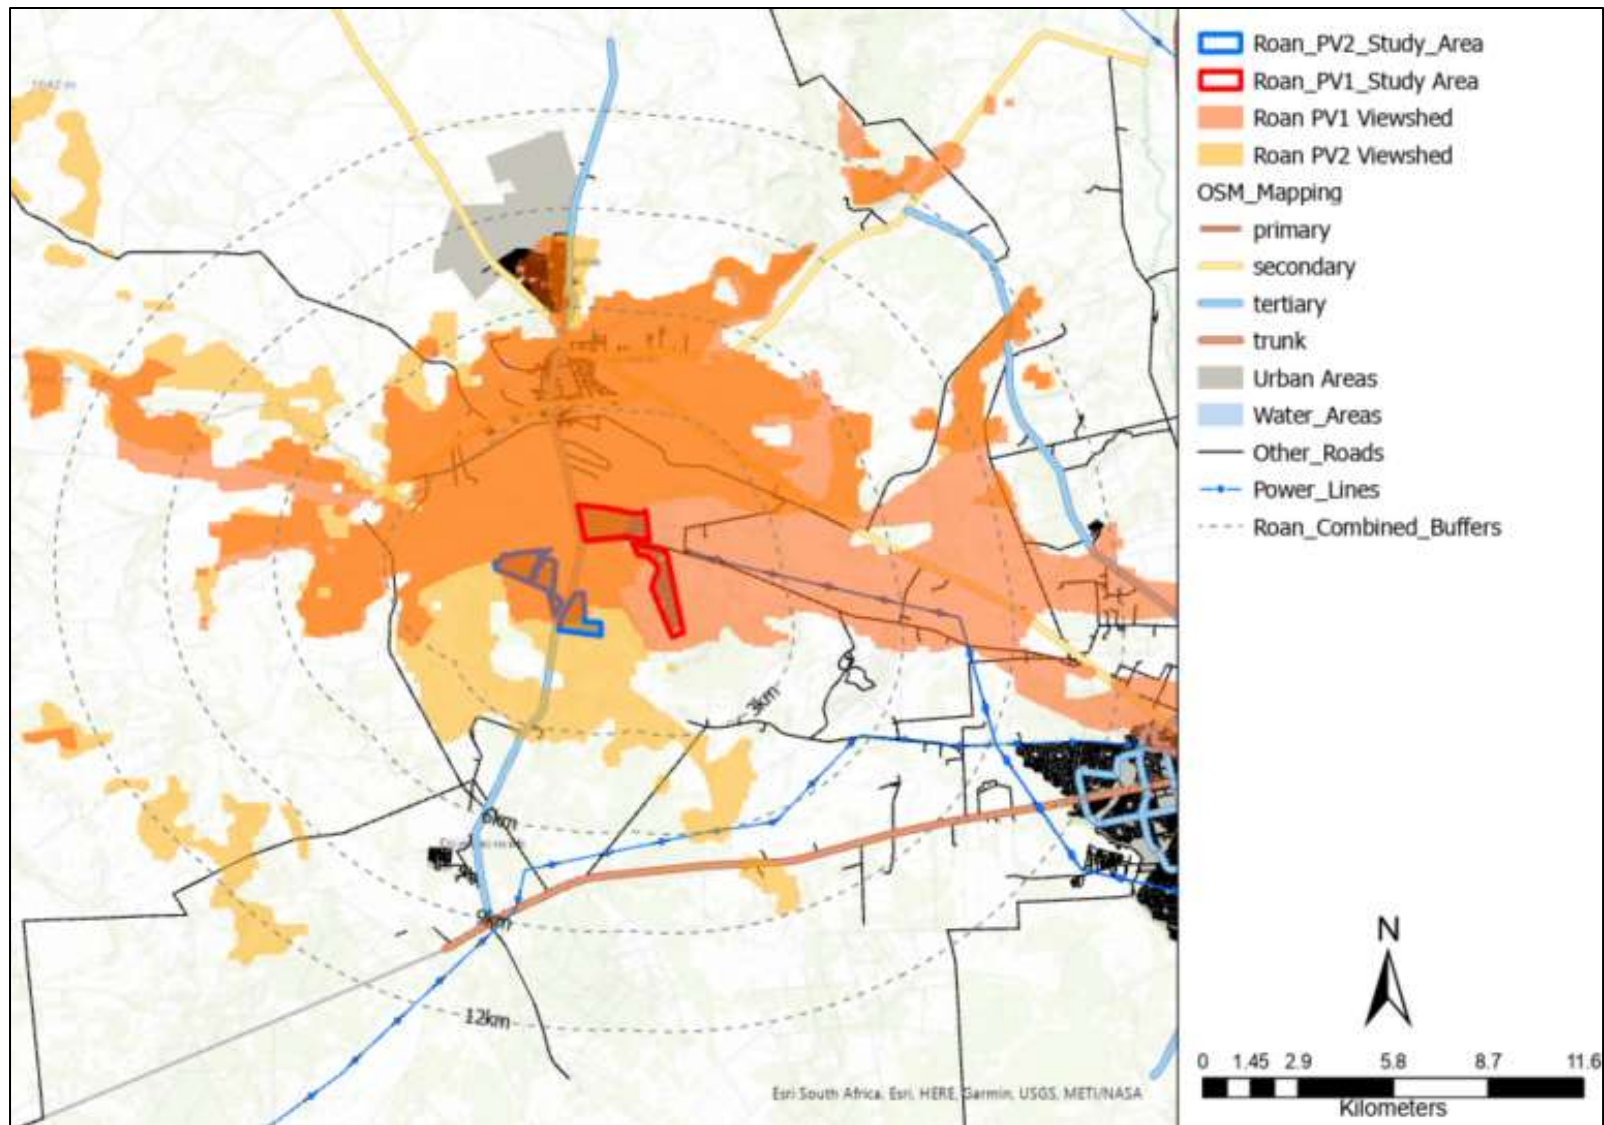 Roan_PV2_Study_Area
Roan_PV1_Study Area
Roan PV1 Viewshed
Roan PV2 Viewshed
OSM_Mapping
primary
secondary
tertiary
trunk
Urban Areas
Water_Areas
Other_Roads
Power_Lines
Roan_Combined_Buffers
3km
6km
9km
12km
N
0 1.45 2.9 5.8 8.7 11.6
Kilometers
Esri South Africa, Esri, HERE, Garmin, USGS, METI/NASA